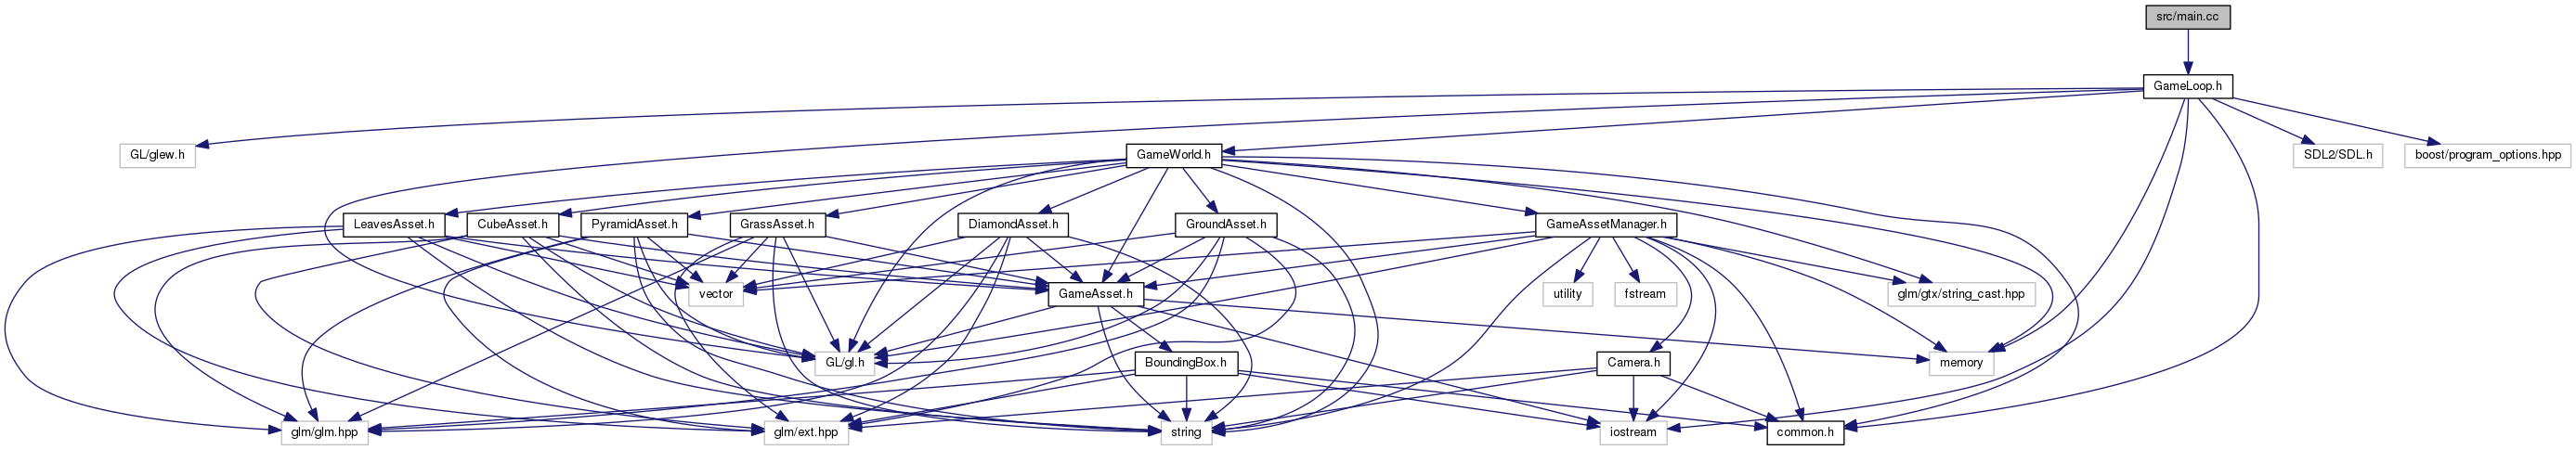 src/main.cc
GameLoop.h
GL/glew.h
GameWorld.h
SDL2/SDL.h
boost/program_options.hpp
LeavesAsset.h
CubeAsset.h
PyramidAsset.h
GrassAsset.h
DiamondAsset.h
GroundAsset.h
GameAssetManager.h
vector
GameAsset.h
utility
fstream
glm/gtx/string_cast.hpp
GL/gl.h
BoundingBox.h
Camera.h
memory
glm/glm.hpp
glm/ext.hpp
string
iostream
common.h